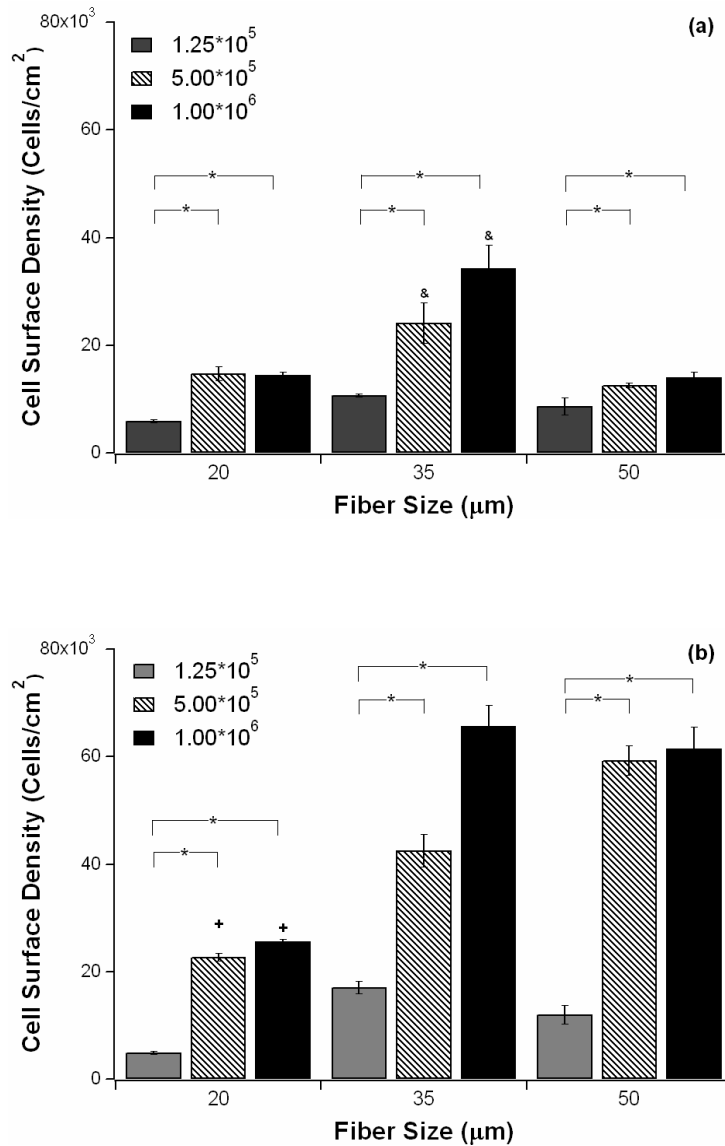 (a)
80x10³
1.25*10⁵
5.00*10⁵
1.00*10⁶
60
40
20
0
Cell Surface Density (Cells/cm²)
* * * * * *
& &
20 35 50
Fiber Size (μm)
(b)
80x10³
1.25*10⁵
5.00*10⁵
1.00*10⁶
60
40
20
0
Cell Surface Density (Cells/cm²)
* * * * * *
+ +
20 35 50
Fiber Size (μm)